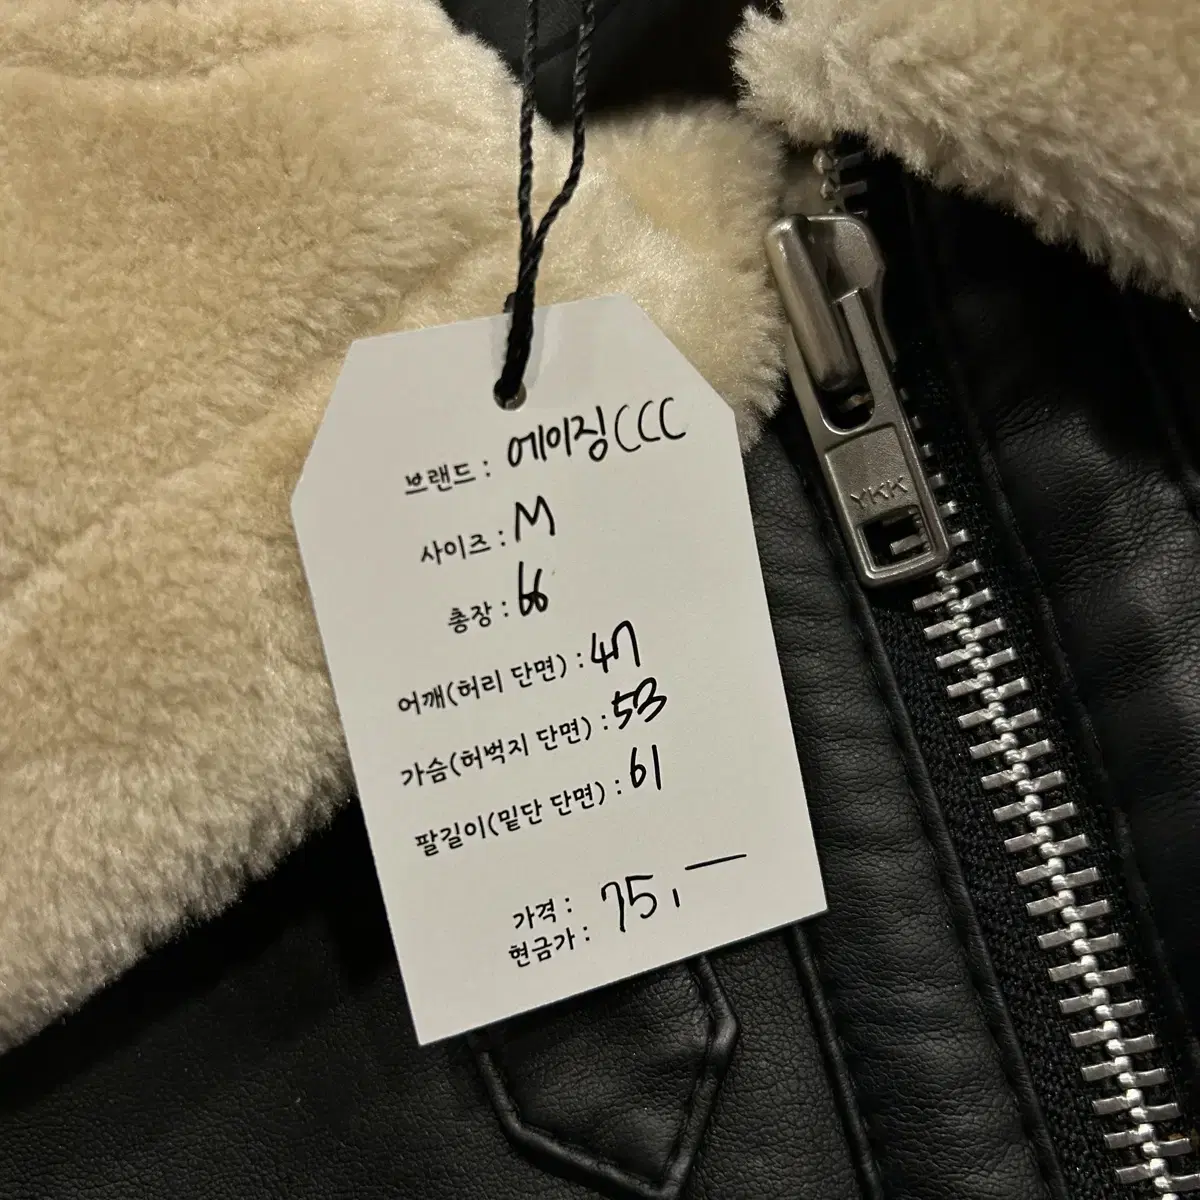 브랜드 : 에이징CCC
사이즈 : M
총장 : 66
어깨(허리 단면) : 47
가슴(허벅지 단면) : 53
팔길이(밑단 단면) : 61
가격 : 75,—
현금가 :
YKK